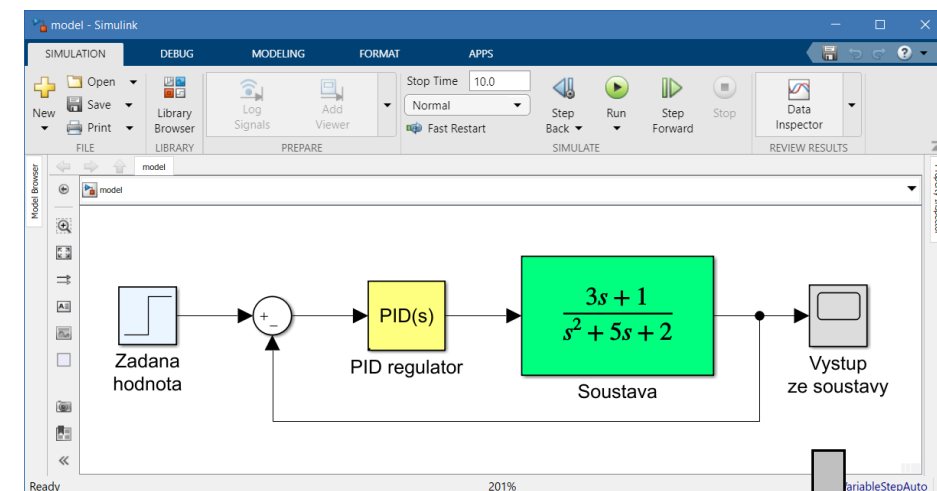 model - Simulink
SIMULATION DEBUG MODELING FORMAT APPS
New
Open
Save
Print
FILE
Library
Browser
LIBRARY
Log
Signals
Add
Viewer
PREPARE
Stop Time 10.0
Normal
Fast Restart
Step
Back
Run
Step
Forward
Stop
SIMULATE
Data
Inspector
REVIEW RESULTS
Model Browser
model
model
Zadana
hodnota
+
−
PID(s)
PID regulator
3s + 1
s² + 5s + 2
Soustava
Vystup
ze soustavy
Ready 201% VariableStepAuto